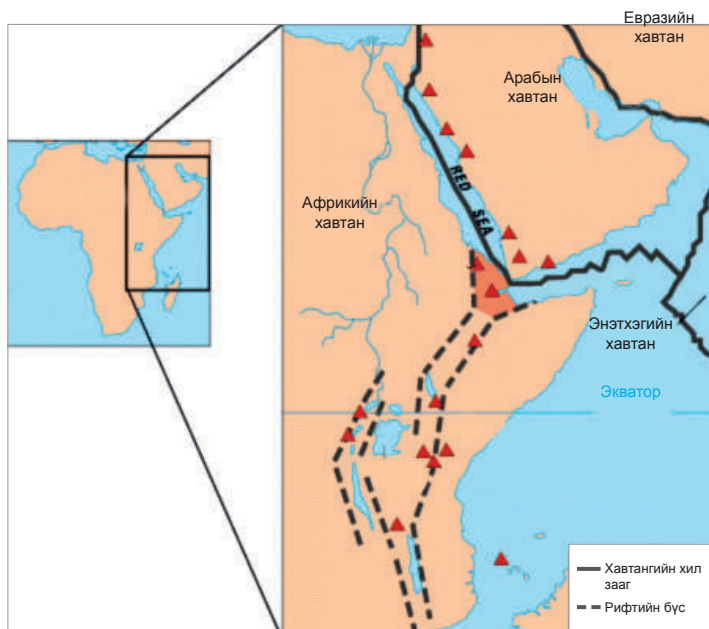 Евразийн
хавтан
Арабын
хавтан
RED
SEA
Африкийн
хавтан
Энэтхэгийн
хавтан
Экватор
Хавтангийн хил
зааг
Рифтийн бүс